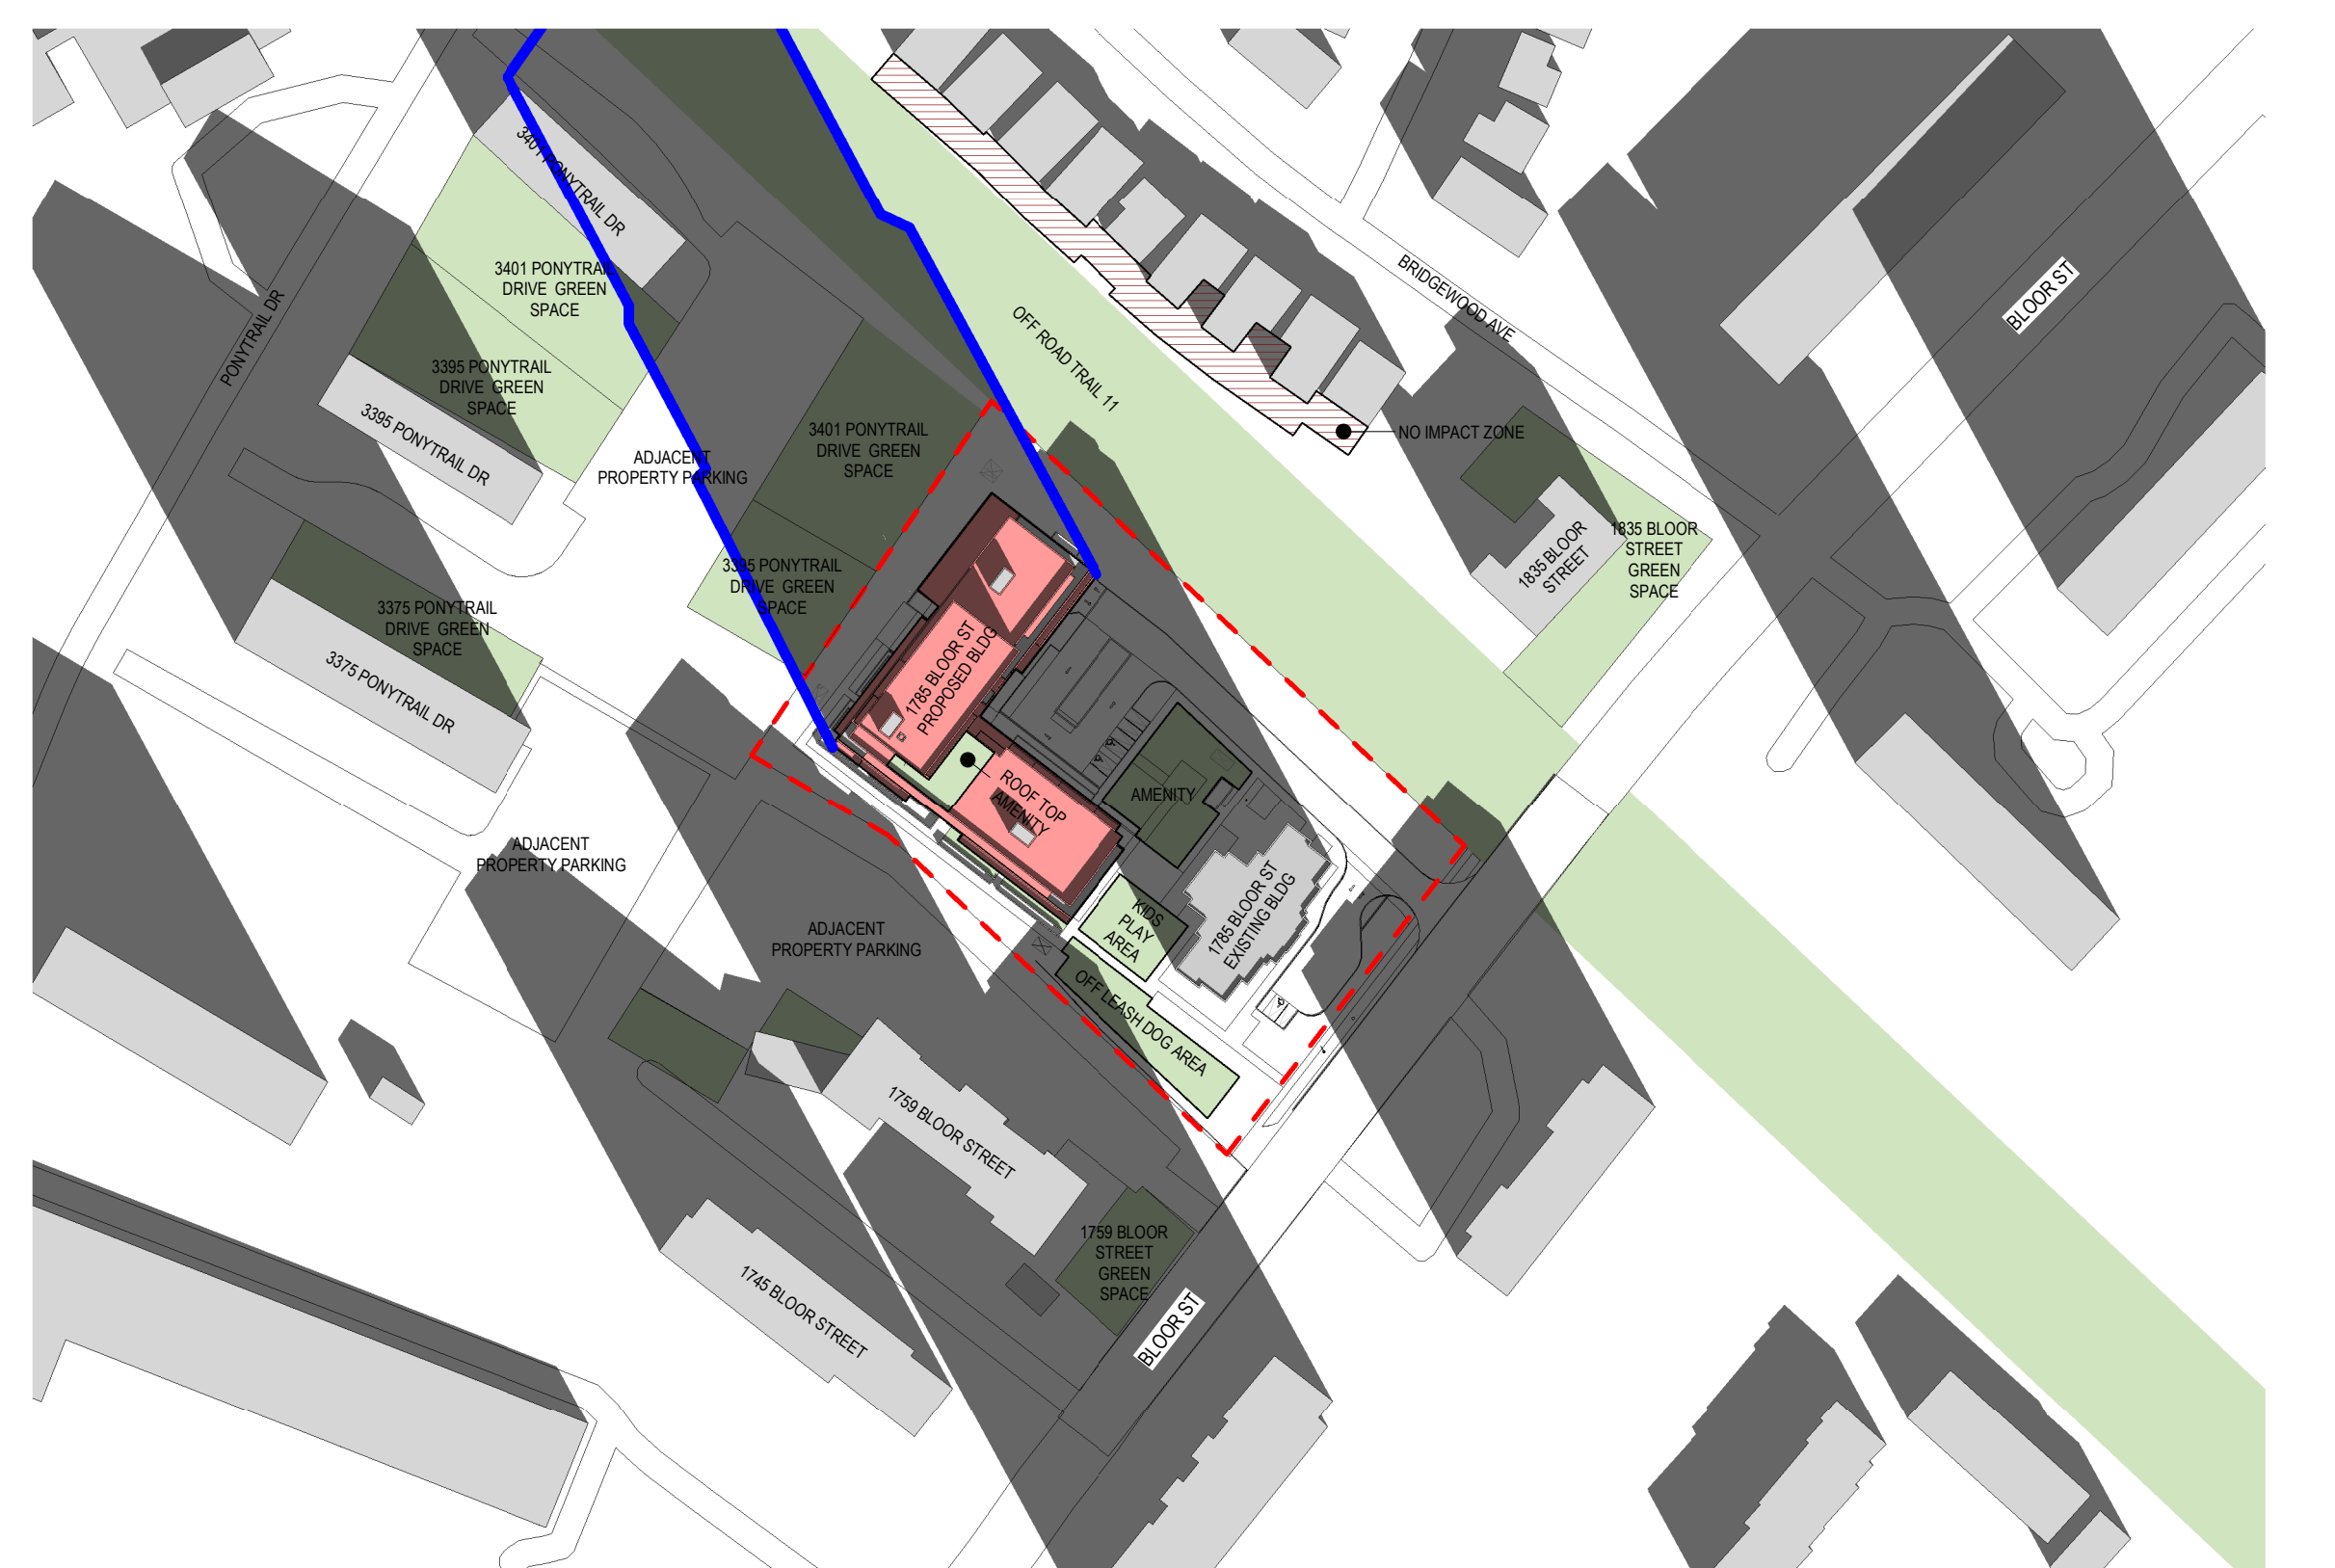 3401 PONYTRAIL DR
BRIDGEWOOD AVE
BLOOR ST
3401 PONYTRAIL
DRIVE GREEN
SPACE
PONYTRAIL DR
OFF ROAD TRAIL 11
3395 PONYTRAIL
DRIVE GREEN
SPACE
3395 PONYTRAIL DR
3401 PONYTRAIL
DRIVE GREEN
SPACE
NO IMPACT ZONE
ADJACENT
PROPERTY PARKING
1835 BLOOR
STREET
1835 BLOOR
STREET
GREEN
SPACE
3395 PONYTRAIL
DRIVE GREEN
SPACE
3375 PONYTRAIL
DRIVE GREEN
SPACE
3375 PONYTRAIL DR
1785 BLOOR ST
PROPOSED BLDG
ROOF TOP
AMENITY
AMENITY
ADJACENT
PROPERTY PARKING
KIDS
PLAY
AREA
1785 BLOOR ST
EXISTING BLDG
ADJACENT
PROPERTY PARKING
OFF LEASH DOG AREA
1759 BLOOR STREET
1759 BLOOR
STREET
GREEN
SPACE
1745 BLOOR STREET
BLOOR ST